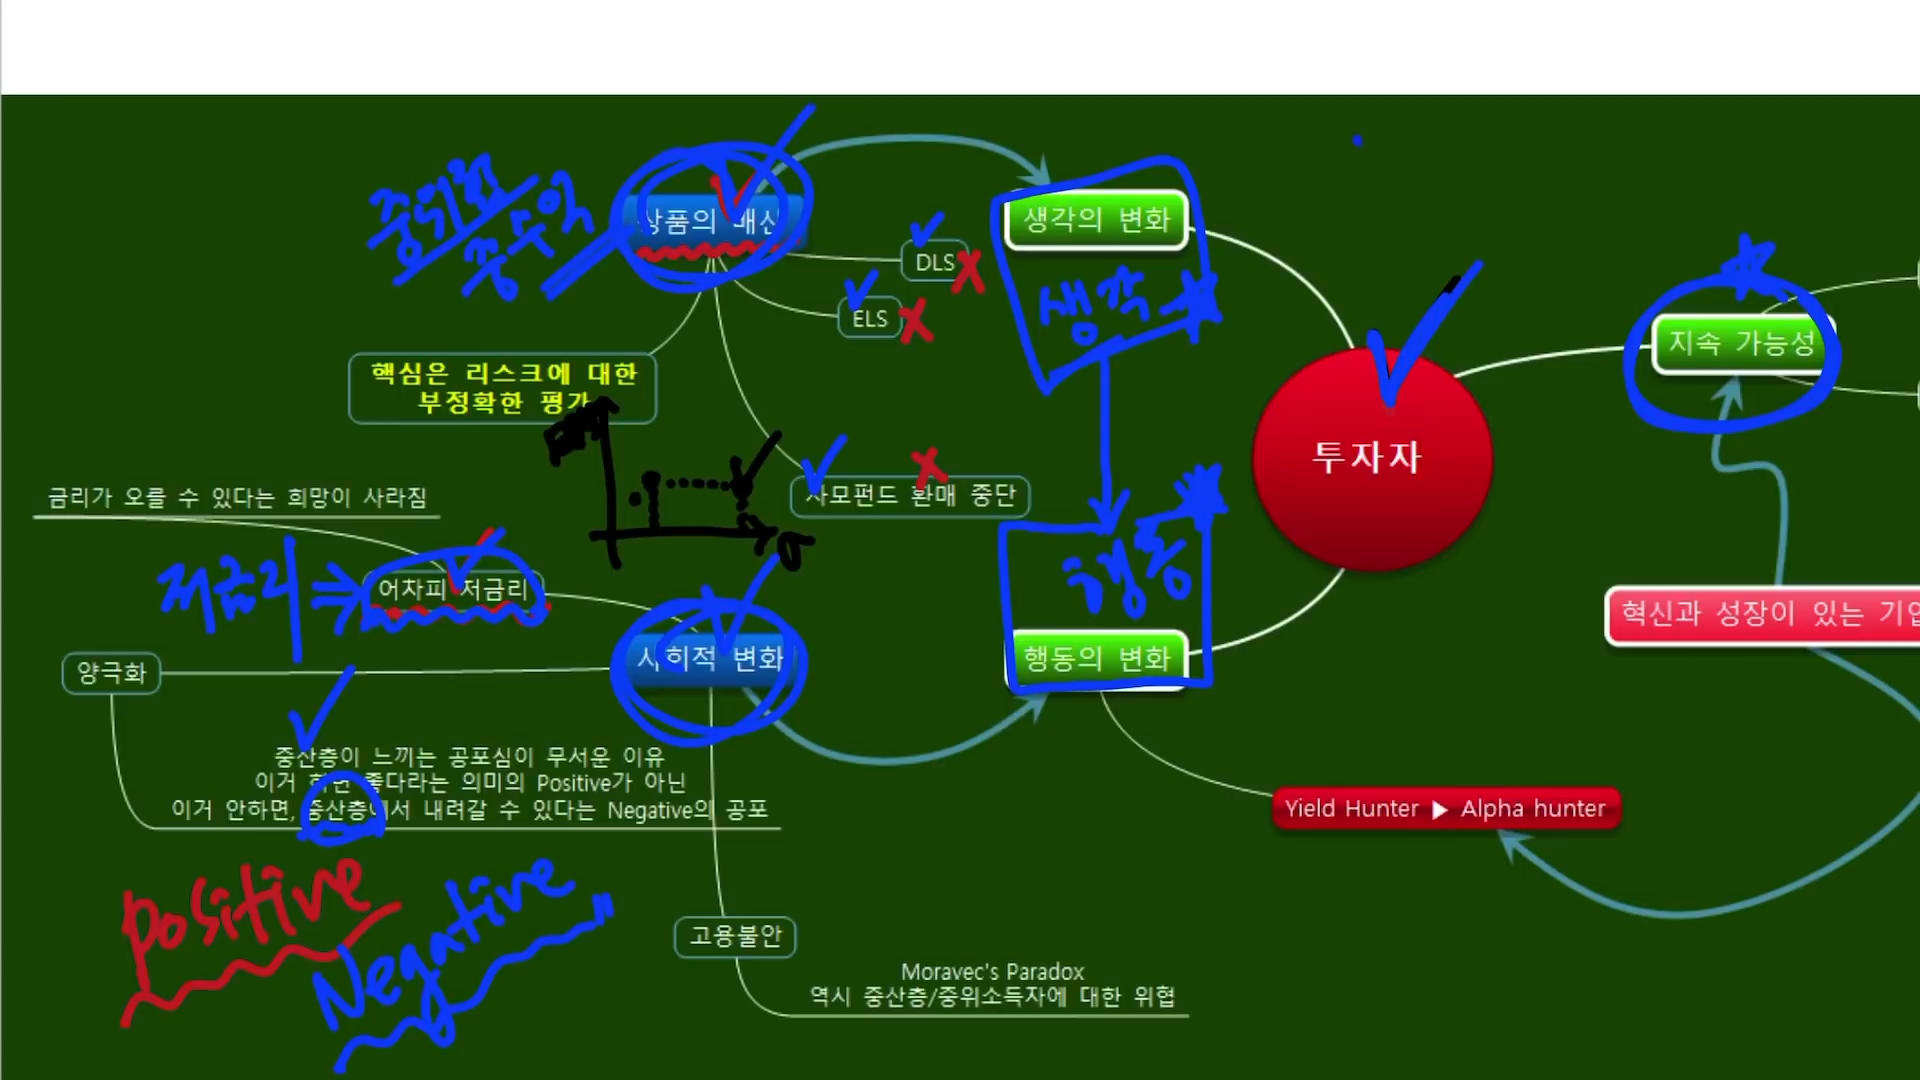 중위험
중수익
상품의 배신
DLS
ELS
핵심은 리스크에 대한
부정확한 평가
사모펀드 환매 중단
생각의 변화
생각
행동
행동의 변화
투자자
지속 가능성
혁신과 성장이 있는 기업
Yield Hunter ▶ Alpha hunter
금리가 오를 수 있다는 희망이 사라짐
저금리
어차피 저금리
사회적 변화
양극화
중산층이 느끼는 공포심이 무서운 이유
이거 하면 좋다라는 의미의 Positive가 아닌
이거 안하면, 중산층에서 내려갈 수 있다는 Negative의 공포
Positive
Negative
고용불안
Moravec's Paradox
역시 중산층/중위소득자에 대한 위협
σ